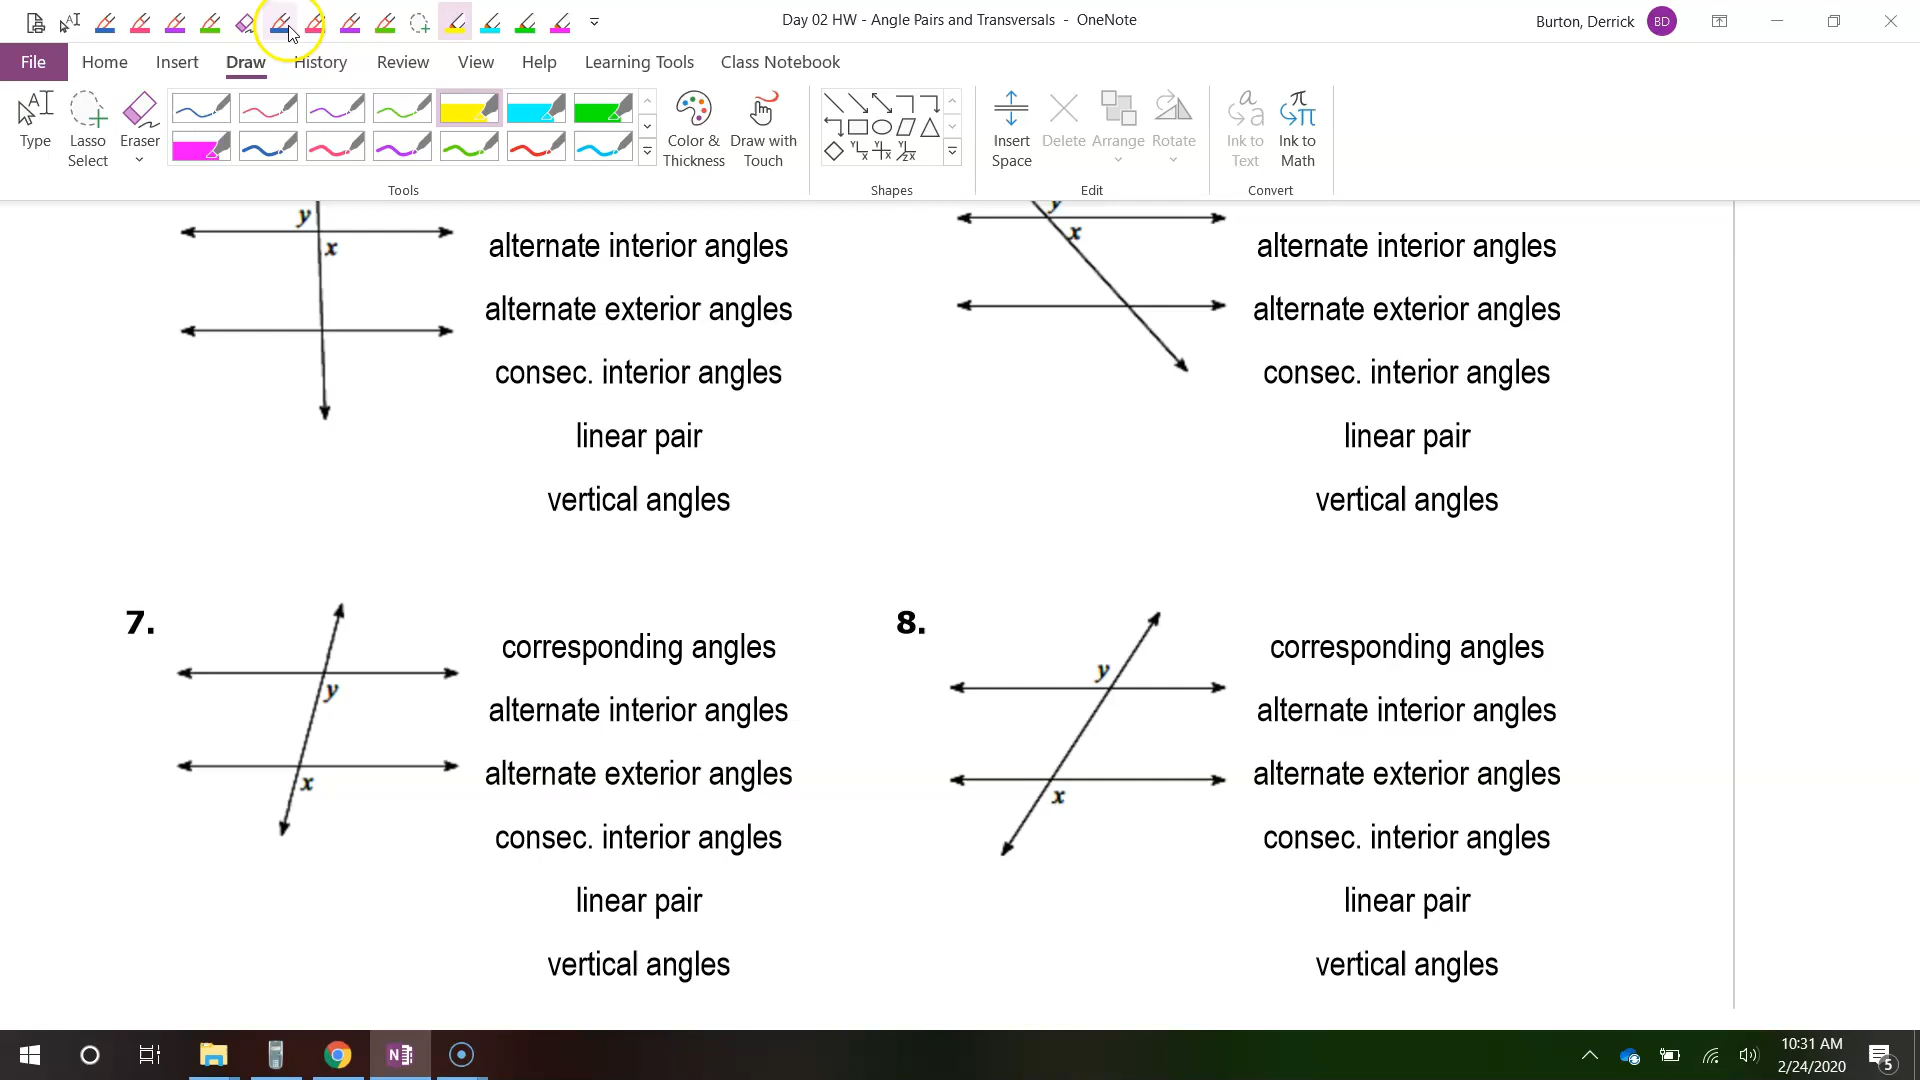 Day 02 HW - Angle Pairs and Transversals - OneNote
Burton, Derrick
BD
File
Home
Insert
Draw
History
Review
View
Help
Learning Tools
Class Notebook
Type
Lasso Select
Eraser
Color & Thickness
Draw with Touch
Insert Space
Delete
Arrange
Rotate
Ink to Text
Ink to Math
Tools
Shapes
Edit
Convert
y
x
alternate interior angles
alternate exterior angles
consec. interior angles
linear pair
vertical angles
y
x
alternate interior angles
alternate exterior angles
consec. interior angles
linear pair
vertical angles
7.
y
x
corresponding angles
alternate interior angles
alternate exterior angles
consec. interior angles
linear pair
vertical angles
8.
y
x
corresponding angles
alternate interior angles
alternate exterior angles
consec. interior angles
linear pair
vertical angles
10:31 AM
2/24/2020
5